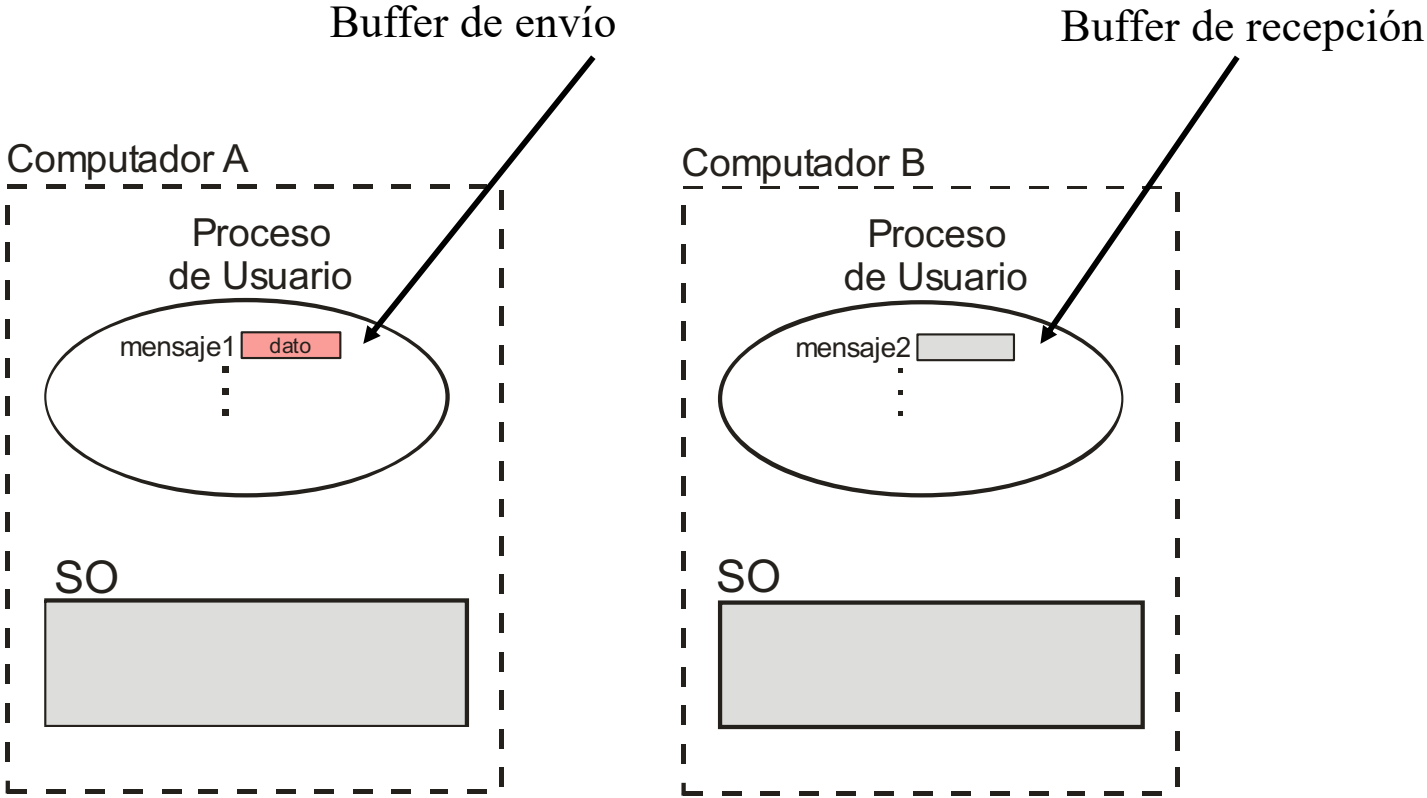 Buffer de envío
Buffer de recepción
Computador A
Proceso
de Usuario
mensaje1 dato
SO
Computador B
Proceso
de Usuario
mensaje2
SO